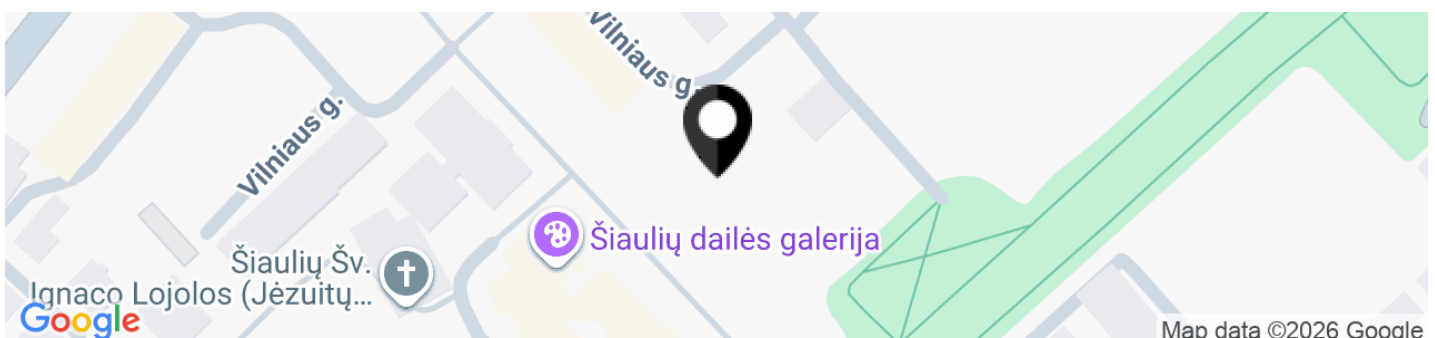 Vilniaus g.
Vilniaus g.
Šiaulių dailės galerija
Šiaulių Šv.
Ignaco Lojolos (Jėzuitų...
Google
Map data ©2026 Google